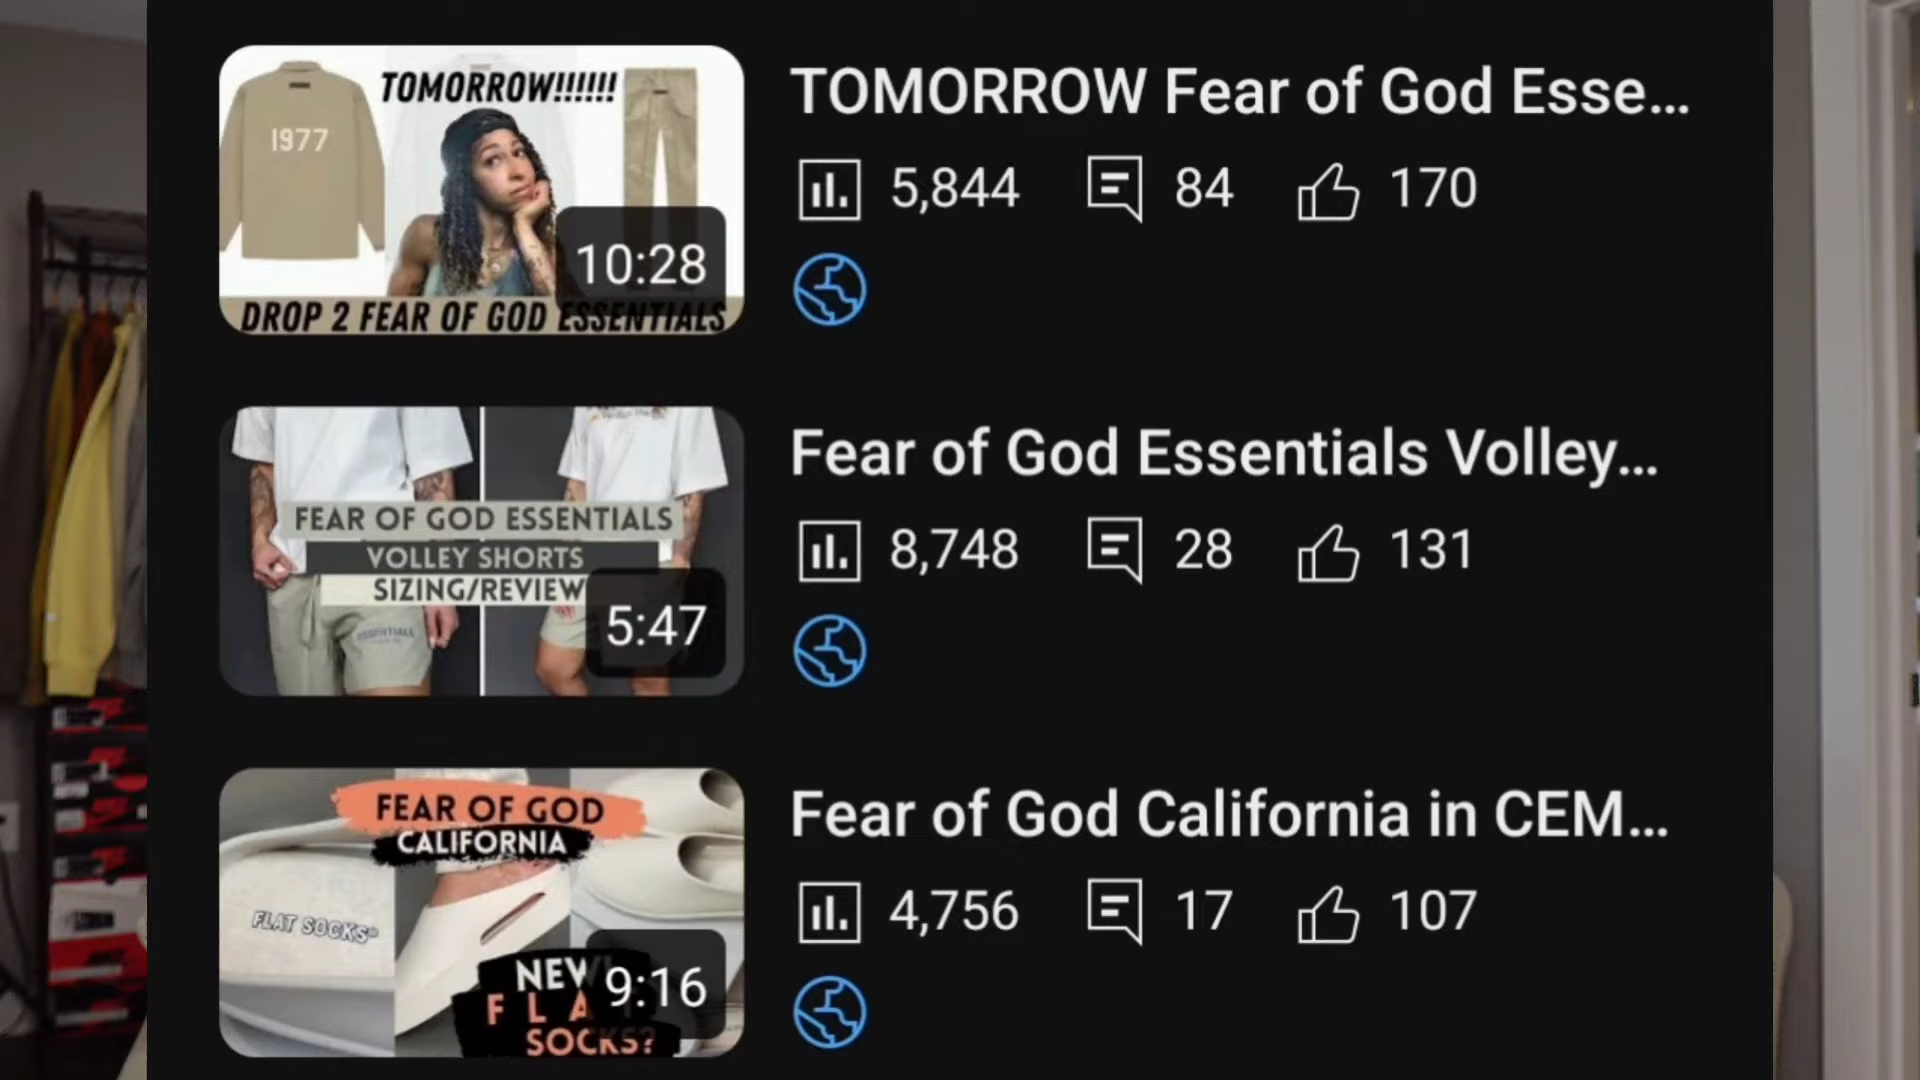 TOMORROW!!!!!!
1977
10:28
DROP 2 FEAR OF GOD ESSENTIALS
TOMORROW Fear of God Esse...
5,844 84 170
FEAR OF GOD ESSENTIALS
VOLLEY SHORTS
SIZING/REVIEW
ESSENTIALS
5:47
Fear of God Essentials Volley...
8,748 28 131
FEAR OF GOD
CALIFORNIA
FLAT SOCKS
NEW
9:16
F L A
SOCKS?
Fear of God California in CEM...
4,756 17 107